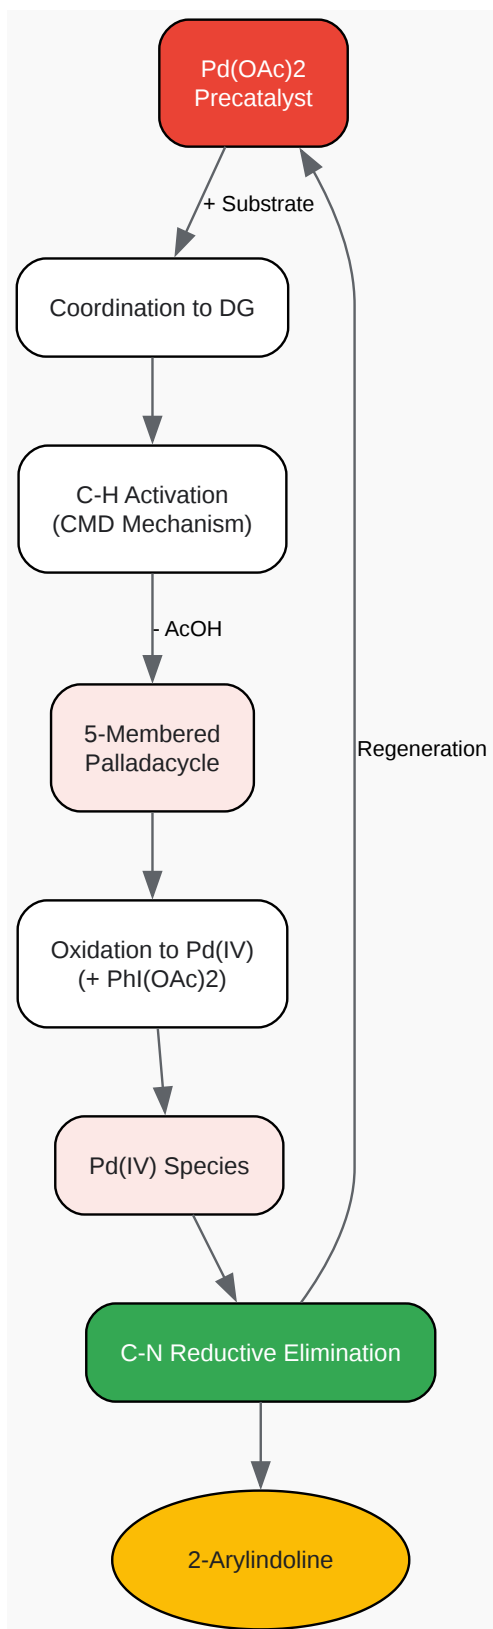 Pd(OAc)2
Precatalyst
+ Substrate
Coordination to DG
C-H Activation
(CMD Mechanism)
- AcOH
5-Membered
Palladacycle
Regeneration
Oxidation to Pd(IV)
(+ PhI(OAc)2)
Pd(IV) Species
C-N Reductive Elimination
2-Arylindoline